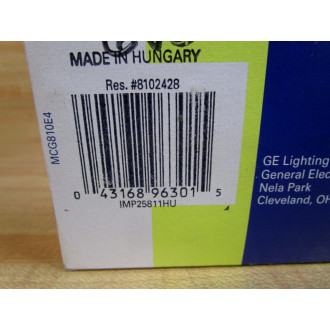 MADE IN HUNGARY
Res. #8102428
MCG810E4
0 43168 96301 5
IMP25811HU
GE Lighting
General Elec
Nela Park
Cleveland, OH